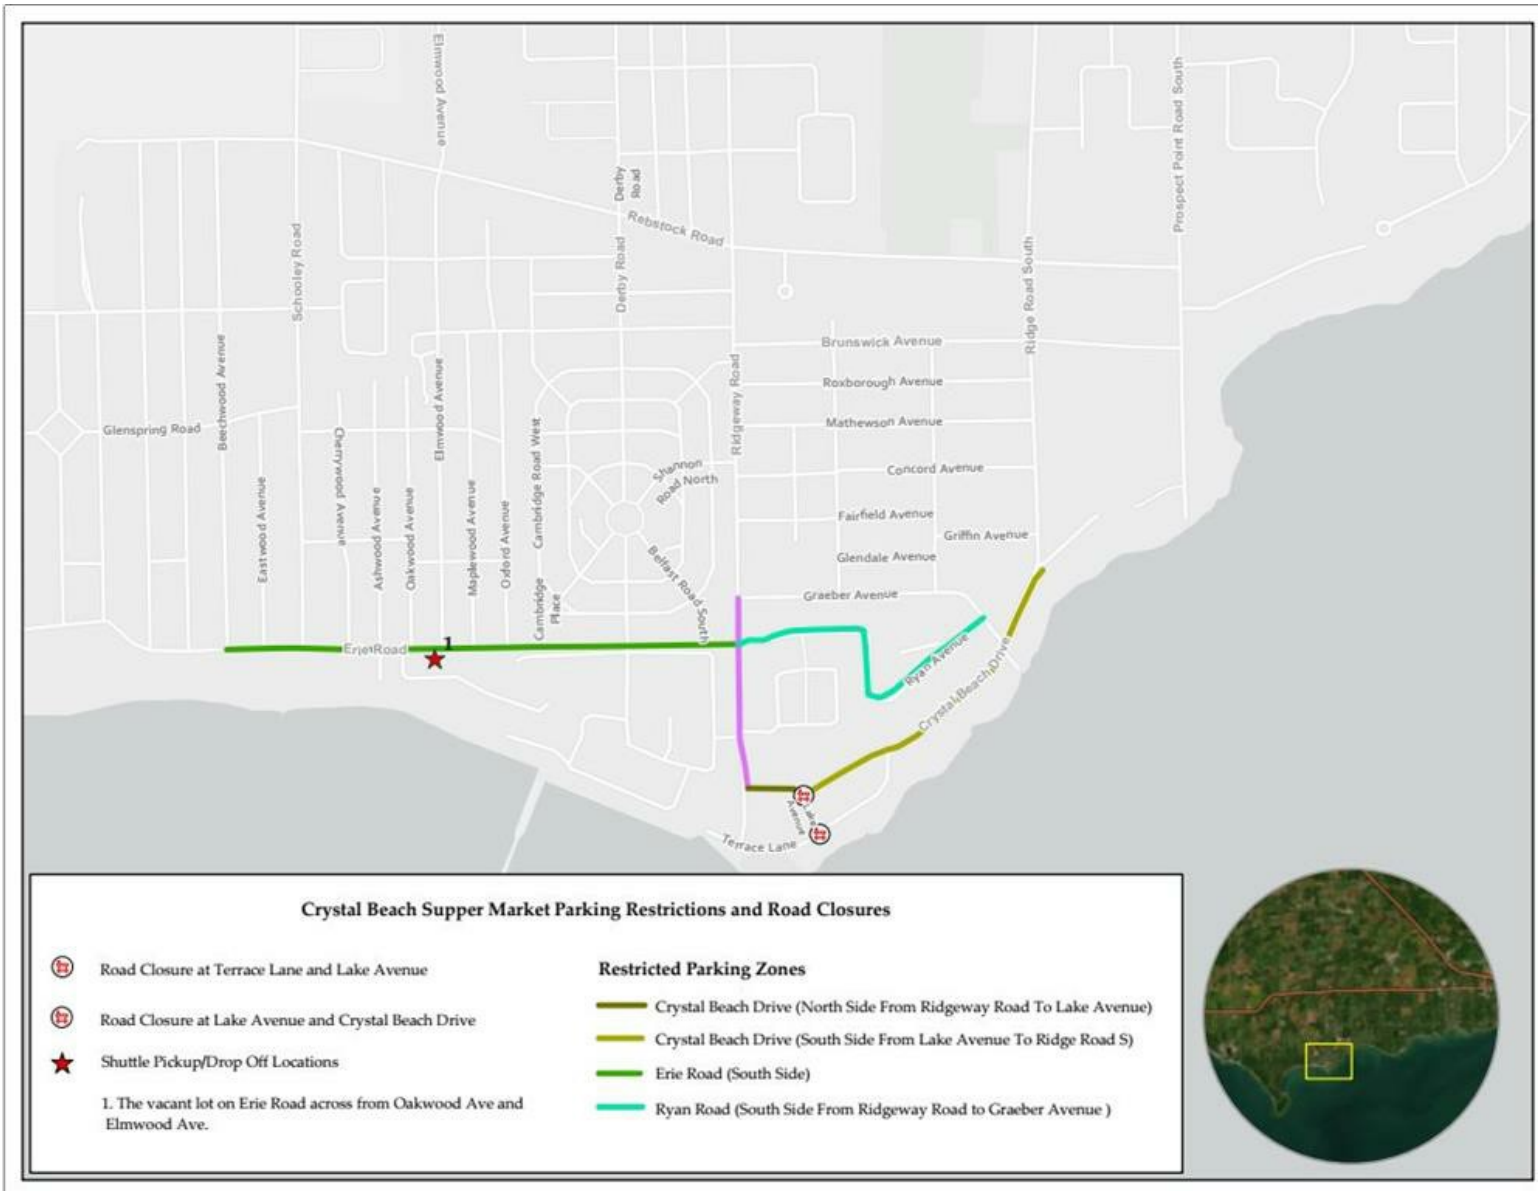 Elmwood Avenue
Prospect Point Road South
Derby
Road
Rebstock Road
Schooley Road
Derby Road
Ridge Road South
Brunswick Avenue
Beechwood Avenue
Ridgeway Road
Elmwood Avenue
Roxborough Avenue
Glenspring Road
Mathewson Avenue
Cherrywood Avenue
Cambridge Road West
Shannon
Road North
Concord Avenue
Eastwood Avenue
Ashwood Avenue
Oakwood Avenue
Maplewood Avenue
Oxford Avenue
Fairfield Avenue
Griffin Avenue
Glendale Avenue
Belfast Road South
Cambridge
Place
Graeber Avenue
1
Erie Road
Ryan Avenue
Crystal Beach Drive
Lake
Avenue
Terrace Lane
Crystal Beach Supper Market Parking Restrictions and Road Closures
Road Closure at Terrace Lane and Lake Avenue
Road Closure at Lake Avenue and Crystal Beach Drive
Shuttle Pickup/Drop Off Locations
1. The vacant lot on Erie Road across from Oakwood Ave and
Elmwood Ave.
Restricted Parking Zones
Crystal Beach Drive (North Side From Ridgeway Road To Lake Avenue)
Crystal Beach Drive (South Side From Lake Avenue To Ridge Road S)
Erie Road (South Side)
Ryan Road (South Side From Ridgeway Road to Graeber Avenue )